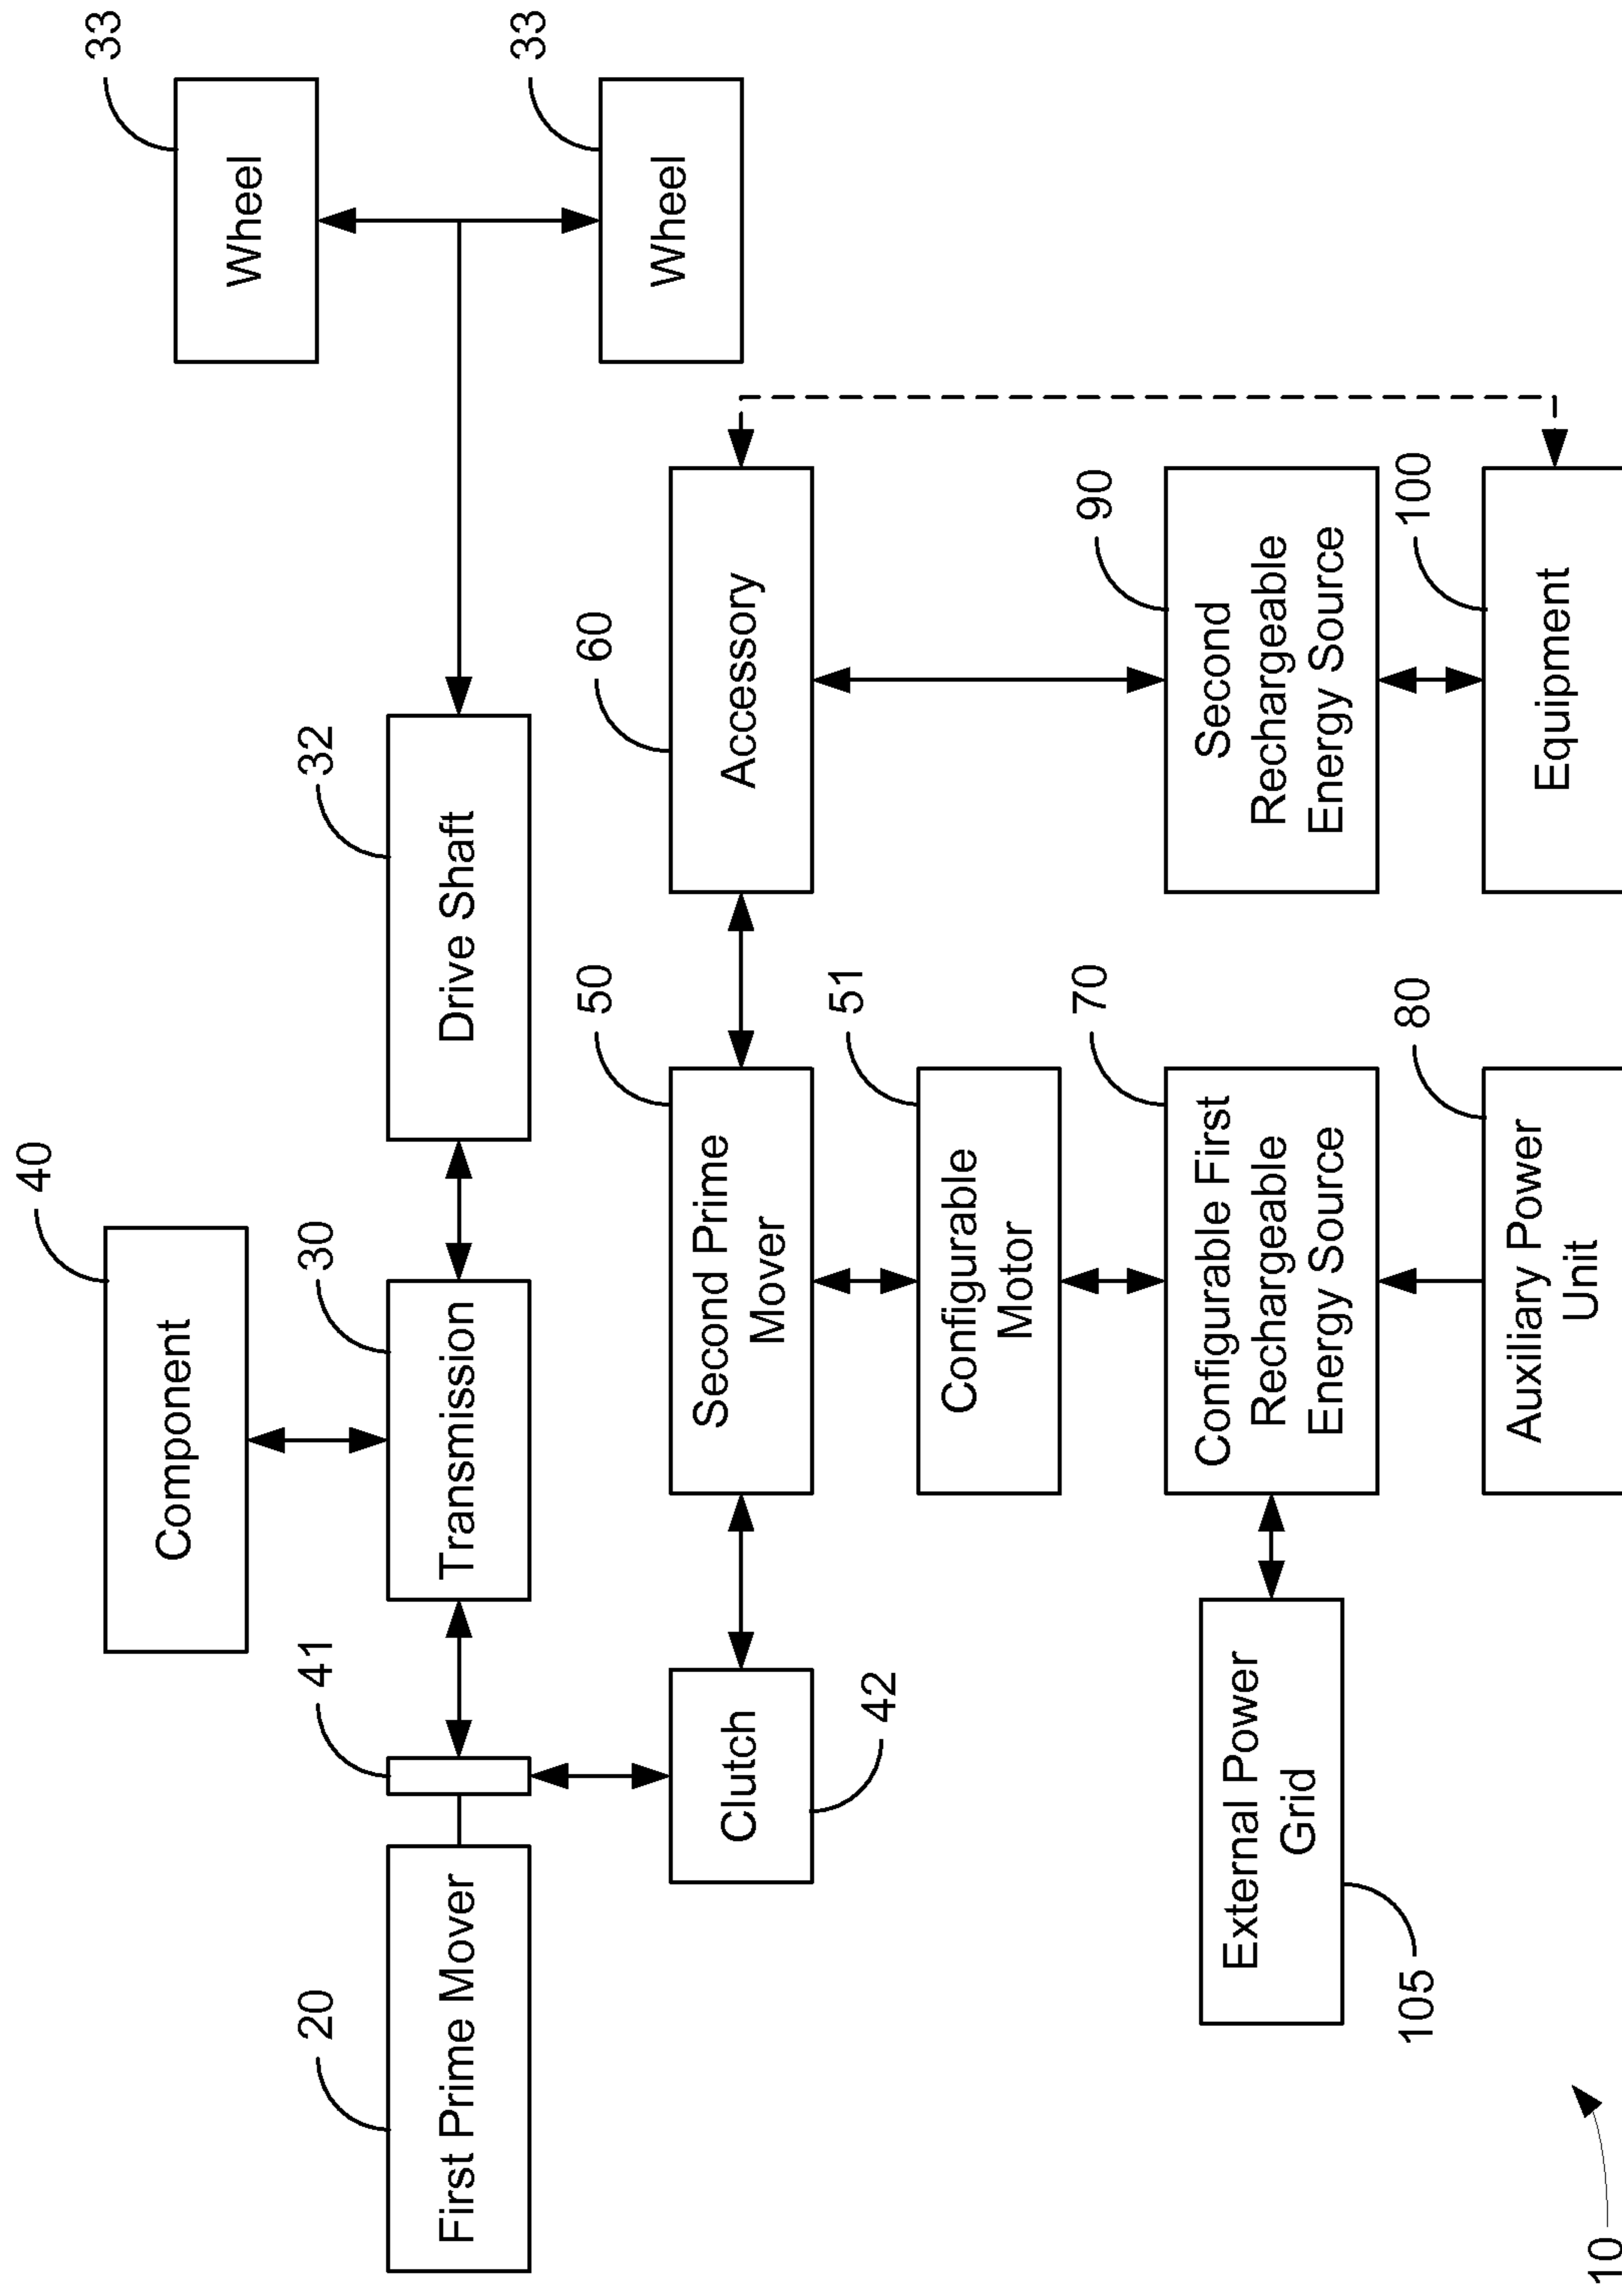 33
Wheel
33
Wheel
40
Component
20
First Prime Mover
41
30
Transmission
32
Drive Shaft
42
Clutch
50
Second Prime
Mover
60
Accessory
51
Configurable
Motor
105
External Power
Grid
70
Configurable First
Rechargeable
Energy Source
90
Second
Rechargeable
Energy Source
80
Auxiliary Power
Unit
100
Equipment
10